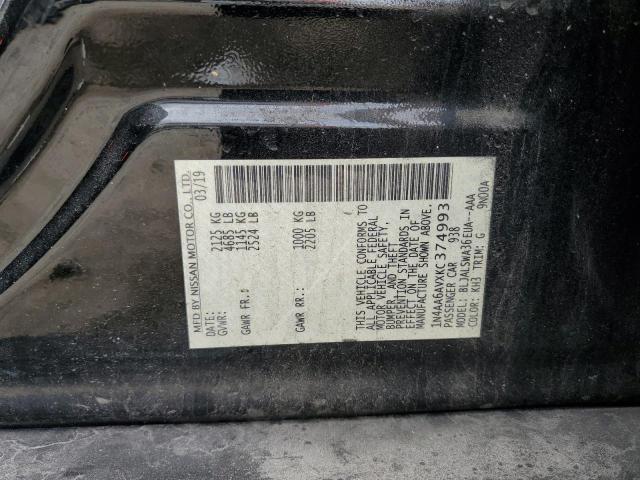 MFD BY NISSAN MOTOR CO., LTD.
DATE: 03/19
GVWR: 2125 KG
4685 LB
GAWR FR.: 1145 KG
2524 LB
GAWR RR.: 1000 KG
2205 LB
THIS VEHICLE CONFORMS TO
ALL APPLICABLE FEDERAL
MOTOR VEHICLE SAFETY,
BUMPER, AND THEFT
PREVENTION STANDARDS IN
EFFECT ON THE DATE OF
MANUFACTURE SHOWN ABOVE.
1N4AA6AVXKC374993
PASSENGER CAR 938
MODEL: BLJALSWA36EUA--AAA
COLOR: KH3 TRIM: G 9N00A